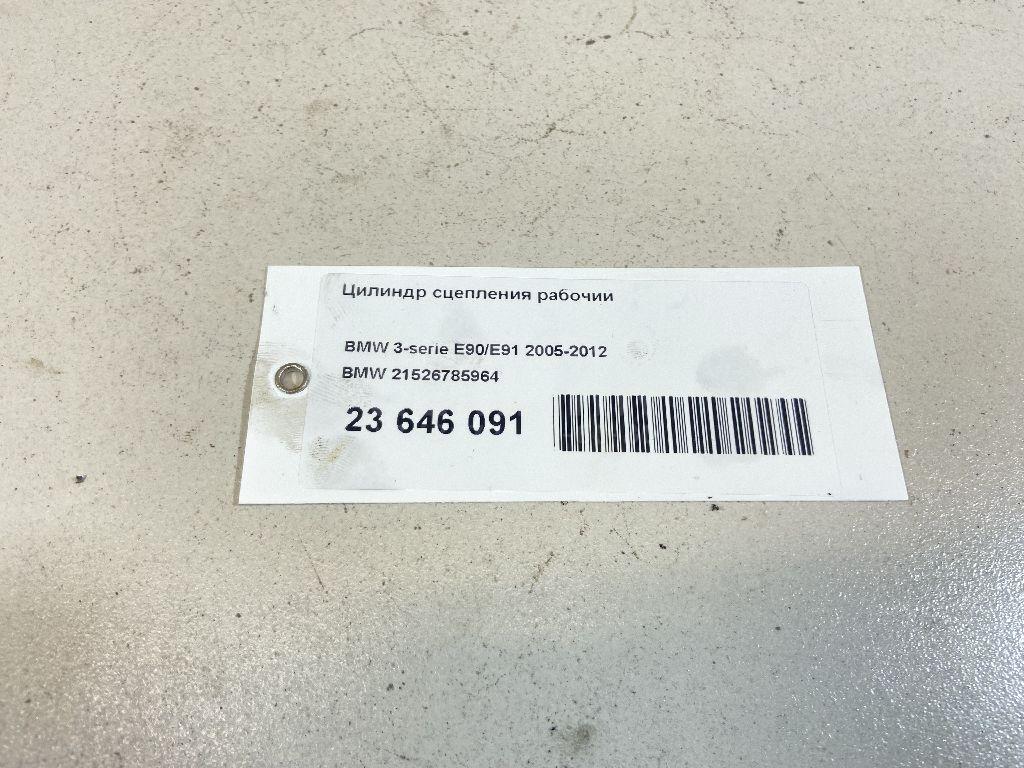 Цилиндр сцепления рабочии
BMW 3-serie E90/E91 2005-2012
BMW 21526785964
23 646 091